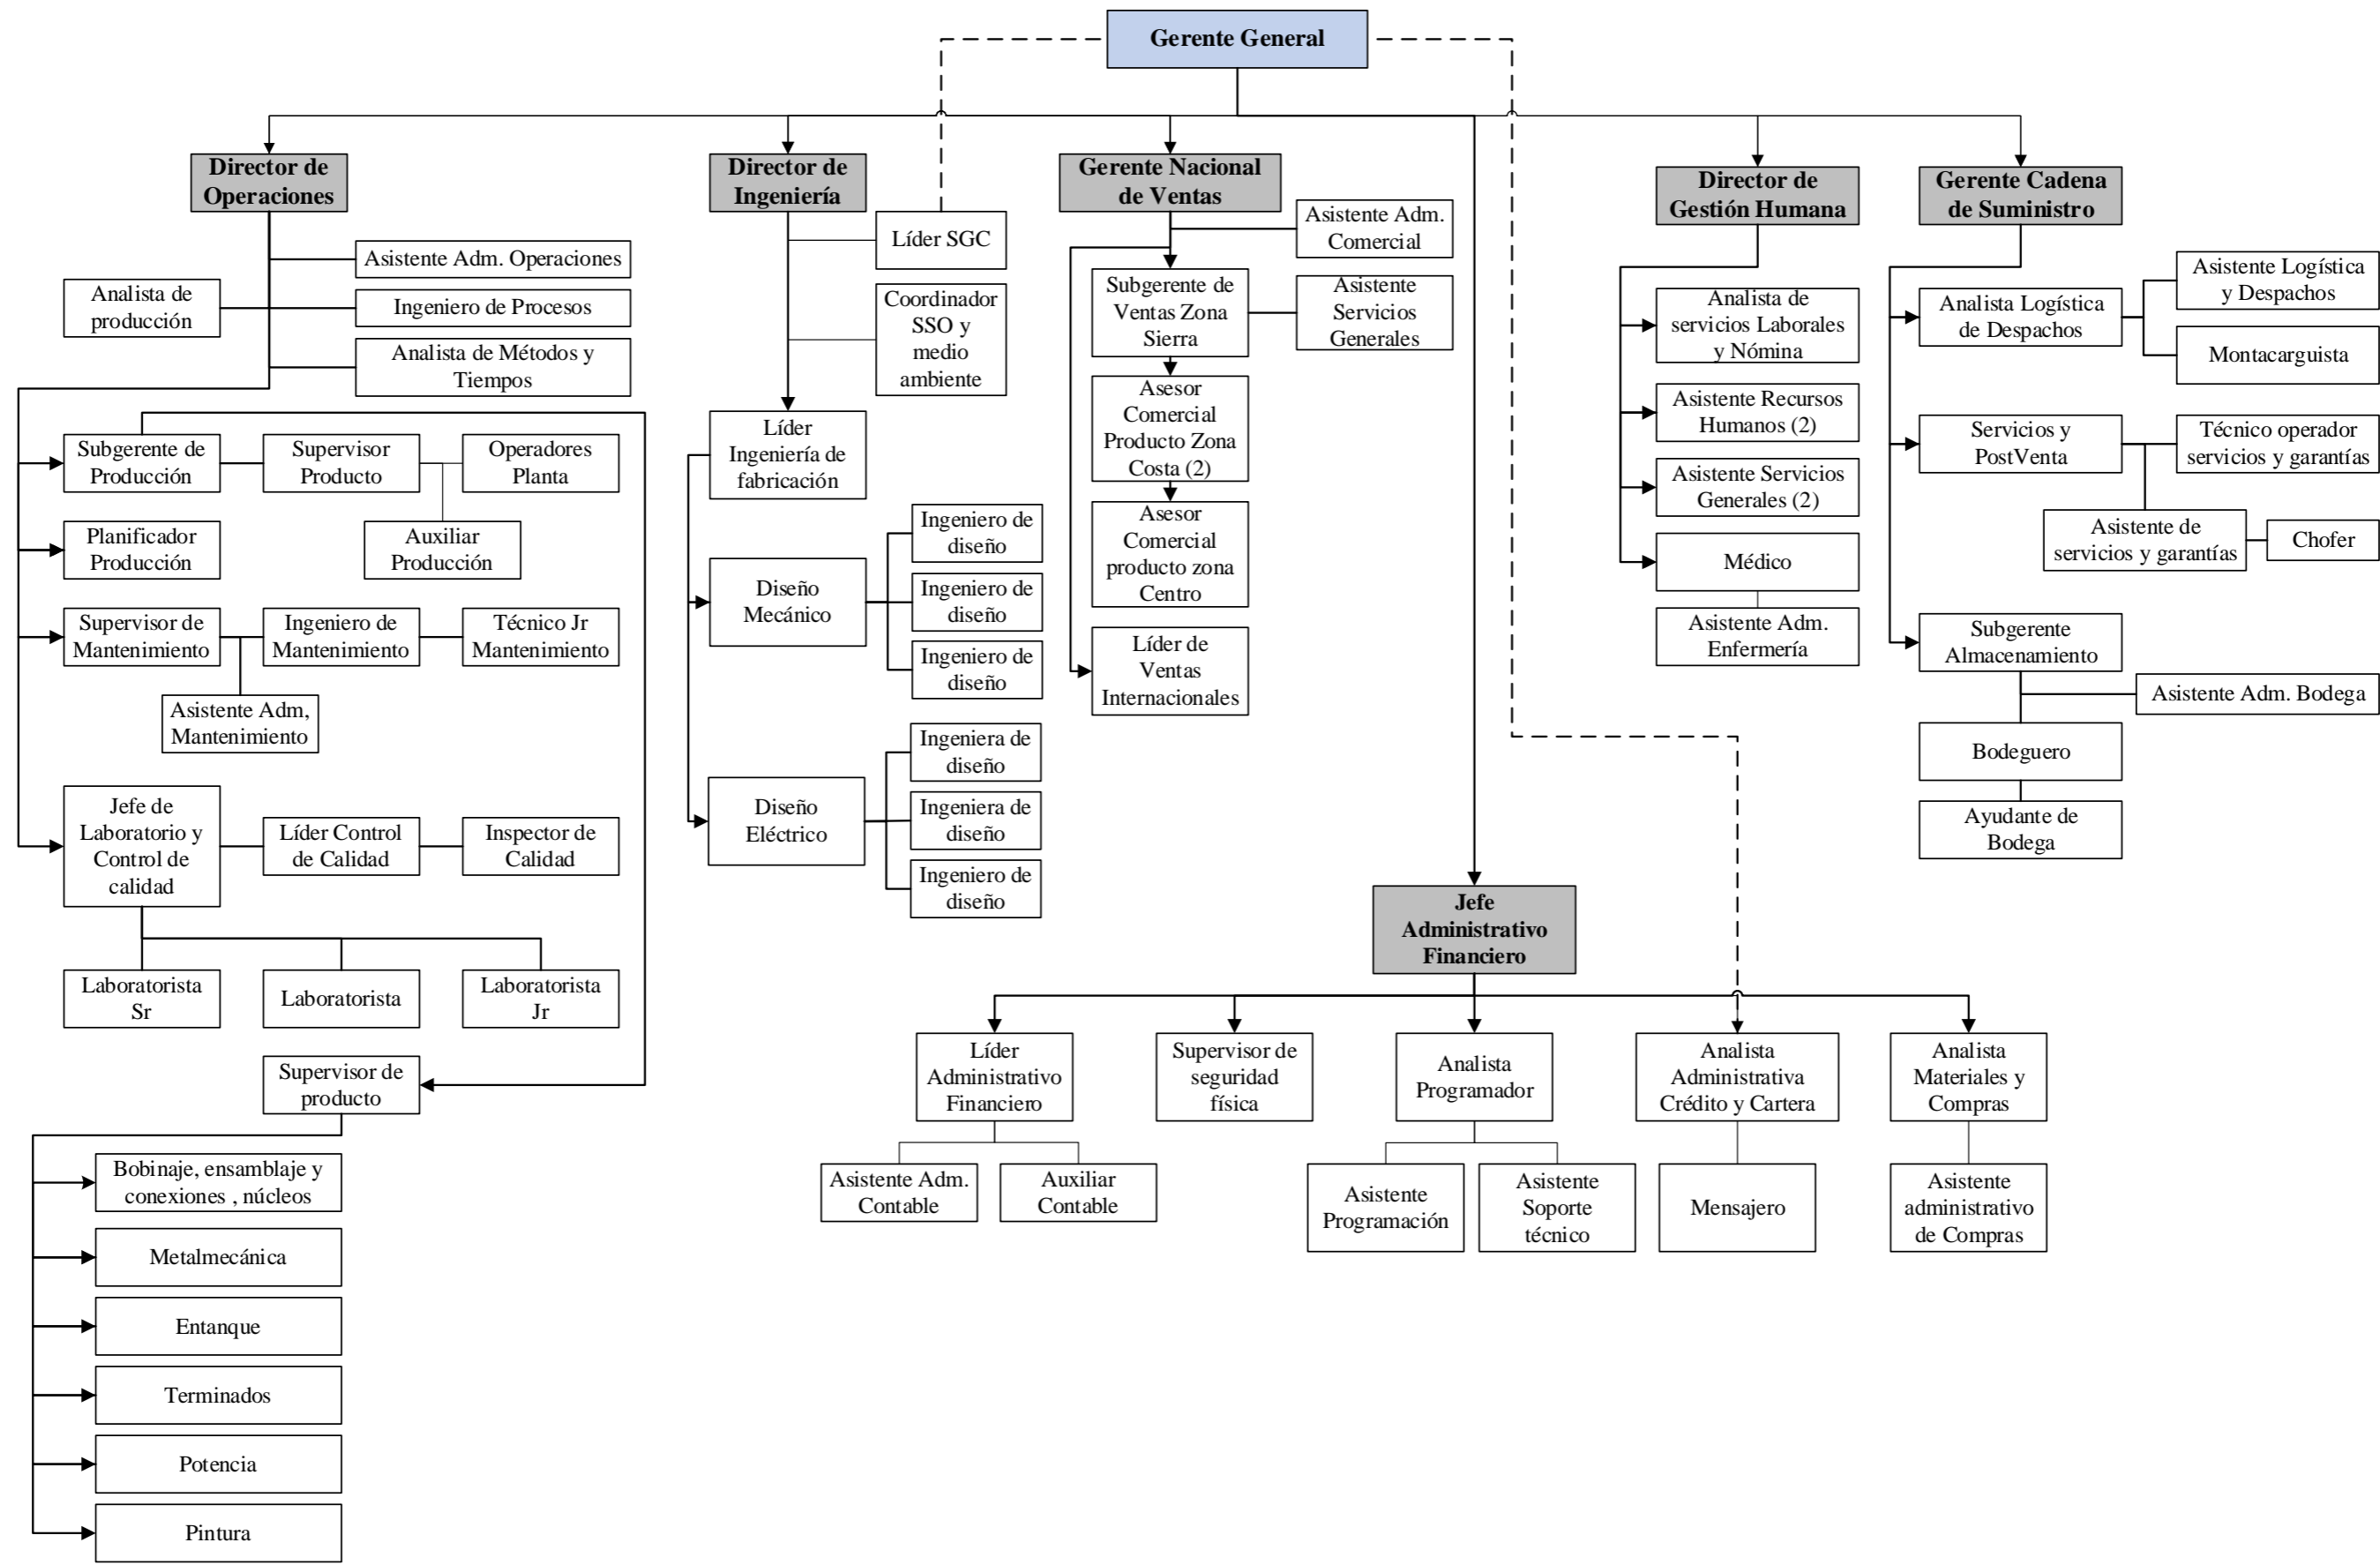 Gerente General
Director de
Operaciones
Asistente Adm. Operaciones
Analista de
producción
Ingeniero de Procesos
Analista de Métodos y
Tiempos
Subgerente de
Producción
Supervisor
Producto
Operadores
Planta
Auxiliar
Producción
Planificador
Producción
Supervisor de
Mantenimiento
Ingeniero de
Mantenimiento
Técnico Jr
Mantenimiento
Asistente Adm,
Mantenimiento
Jefe de
Laboratorio y
Control de
calidad
Líder Control
de Calidad
Inspector de
Calidad
Laboratorista
Sr
Laboratorista
Laboratorista
Jr
Supervisor de
producto
Bobinaje, ensamblaje y
conexiones , núcleos
Metalmecánica
Entanque
Terminados
Potencia
Pintura
Director de
Ingeniería
Líder SGC
Coordinador
SSO y
medio
ambiente
Líder
Ingeniería de
fabricación
Diseño
Mecánico
Ingeniero de
diseño
Ingeniero de
diseño
Ingeniero de
diseño
Diseño
Eléctrico
Ingeniera de
diseño
Ingeniera de
diseño
Ingeniero de
diseño
Gerente Nacional
de Ventas
Asistente Adm.
Comercial
Subgerente de
Ventas Zona
Sierra
Asistente
Servicios
Generales
Asesor
Comercial
Producto Zona
Costa (2)
Asesor
Comercial
producto zona
Centro
Líder de
Ventas
Internacionales
Jefe
Administrativo
Financiero
Líder
Administrativo
Financiero
Asistente Adm.
Contable
Auxiliar
Contable
Supervisor de
seguridad
física
Analista
Programador
Asistente
Programación
Asistente
Soporte
técnico
Analista
Administrativa
Crédito y Cartera
Mensajero
Analista
Materiales y
Compras
Asistente
administrativo
de Compras
Director de
Gestión Humana
Analista de
servicios Laborales
y Nómina
Asistente Recursos
Humanos (2)
Asistente Servicios
Generales (2)
Médico
Asistente Adm.
Enfermería
Gerente Cadena
de Suministro
Analista Logística
de Despachos
Asistente Logística
y Despachos
Montacarguista
Servicios y
PostVenta
Técnico operador
servicios y garantías
Asistente de
servicios y garantías
Chofer
Subgerente
Almacenamiento
Asistente Adm. Bodega
Bodeguero
Ayudante de
Bodega